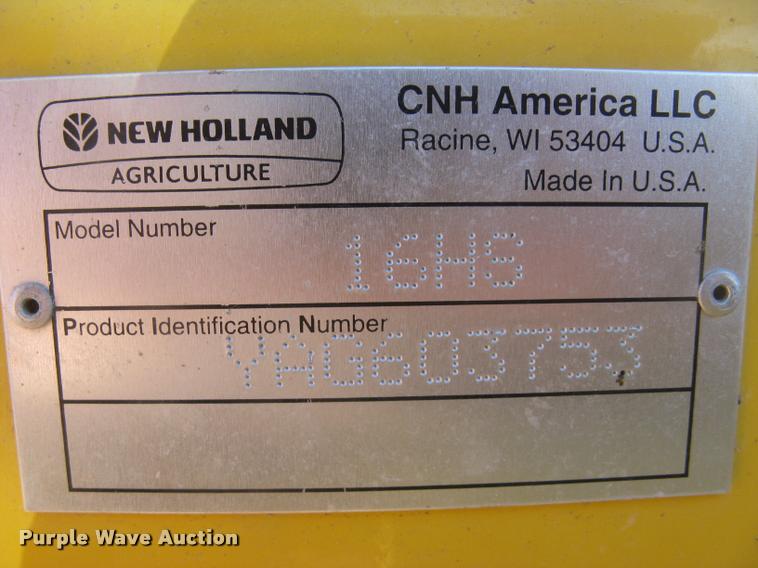 NEW HOLLAND
AGRICULTURE
CNH America LLC
Racine, WI 53404 U.S.A.
Made In U.S.A.
Model Number
16HS
Product Identification Number
YAG603753
Purple Wave Auction